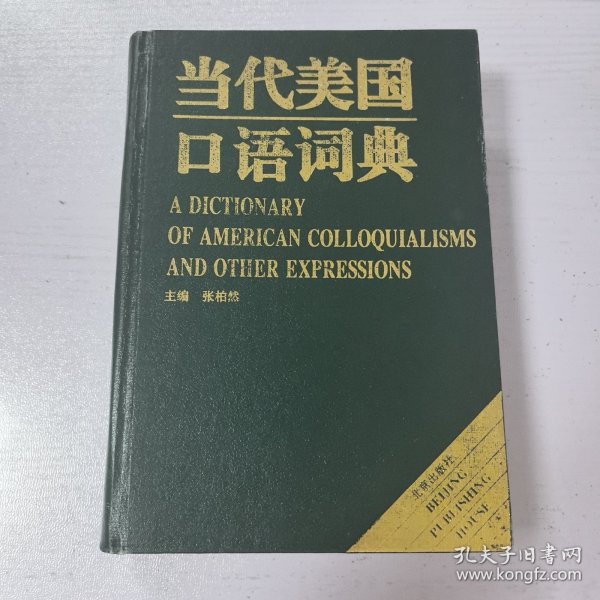 当代美国
口语词典
A DICTIONARY
OF AMERICAN COLLOQUIALISMS
AND OTHER EXPRESSIONS
主编 张柏然
北京出版社
BEIJING
PUBLISHING
HOUSE
孔夫子旧书网
www.kongfz.com